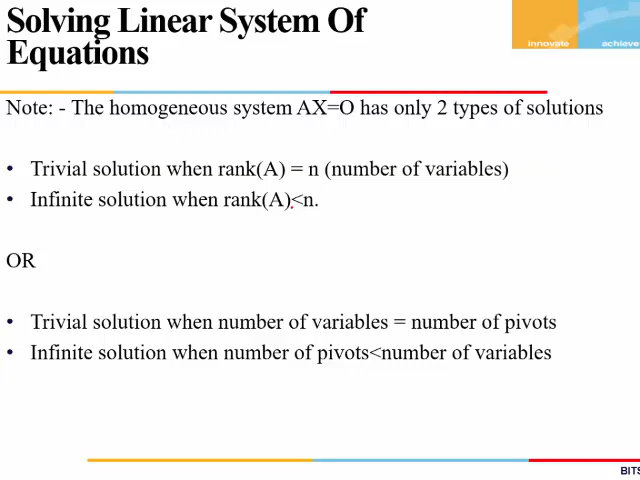 Solving Linear System Of
Equations
innovate achieve
Note: - The homogeneous system AX=O has only 2 types of solutions
• Trivial solution when rank(A) = n (number of variables)
• Infinite solution when rank(A)<n.
OR
• Trivial solution when number of variables = number of pivots
• Infinite solution when number of pivots<number of variables
BITS